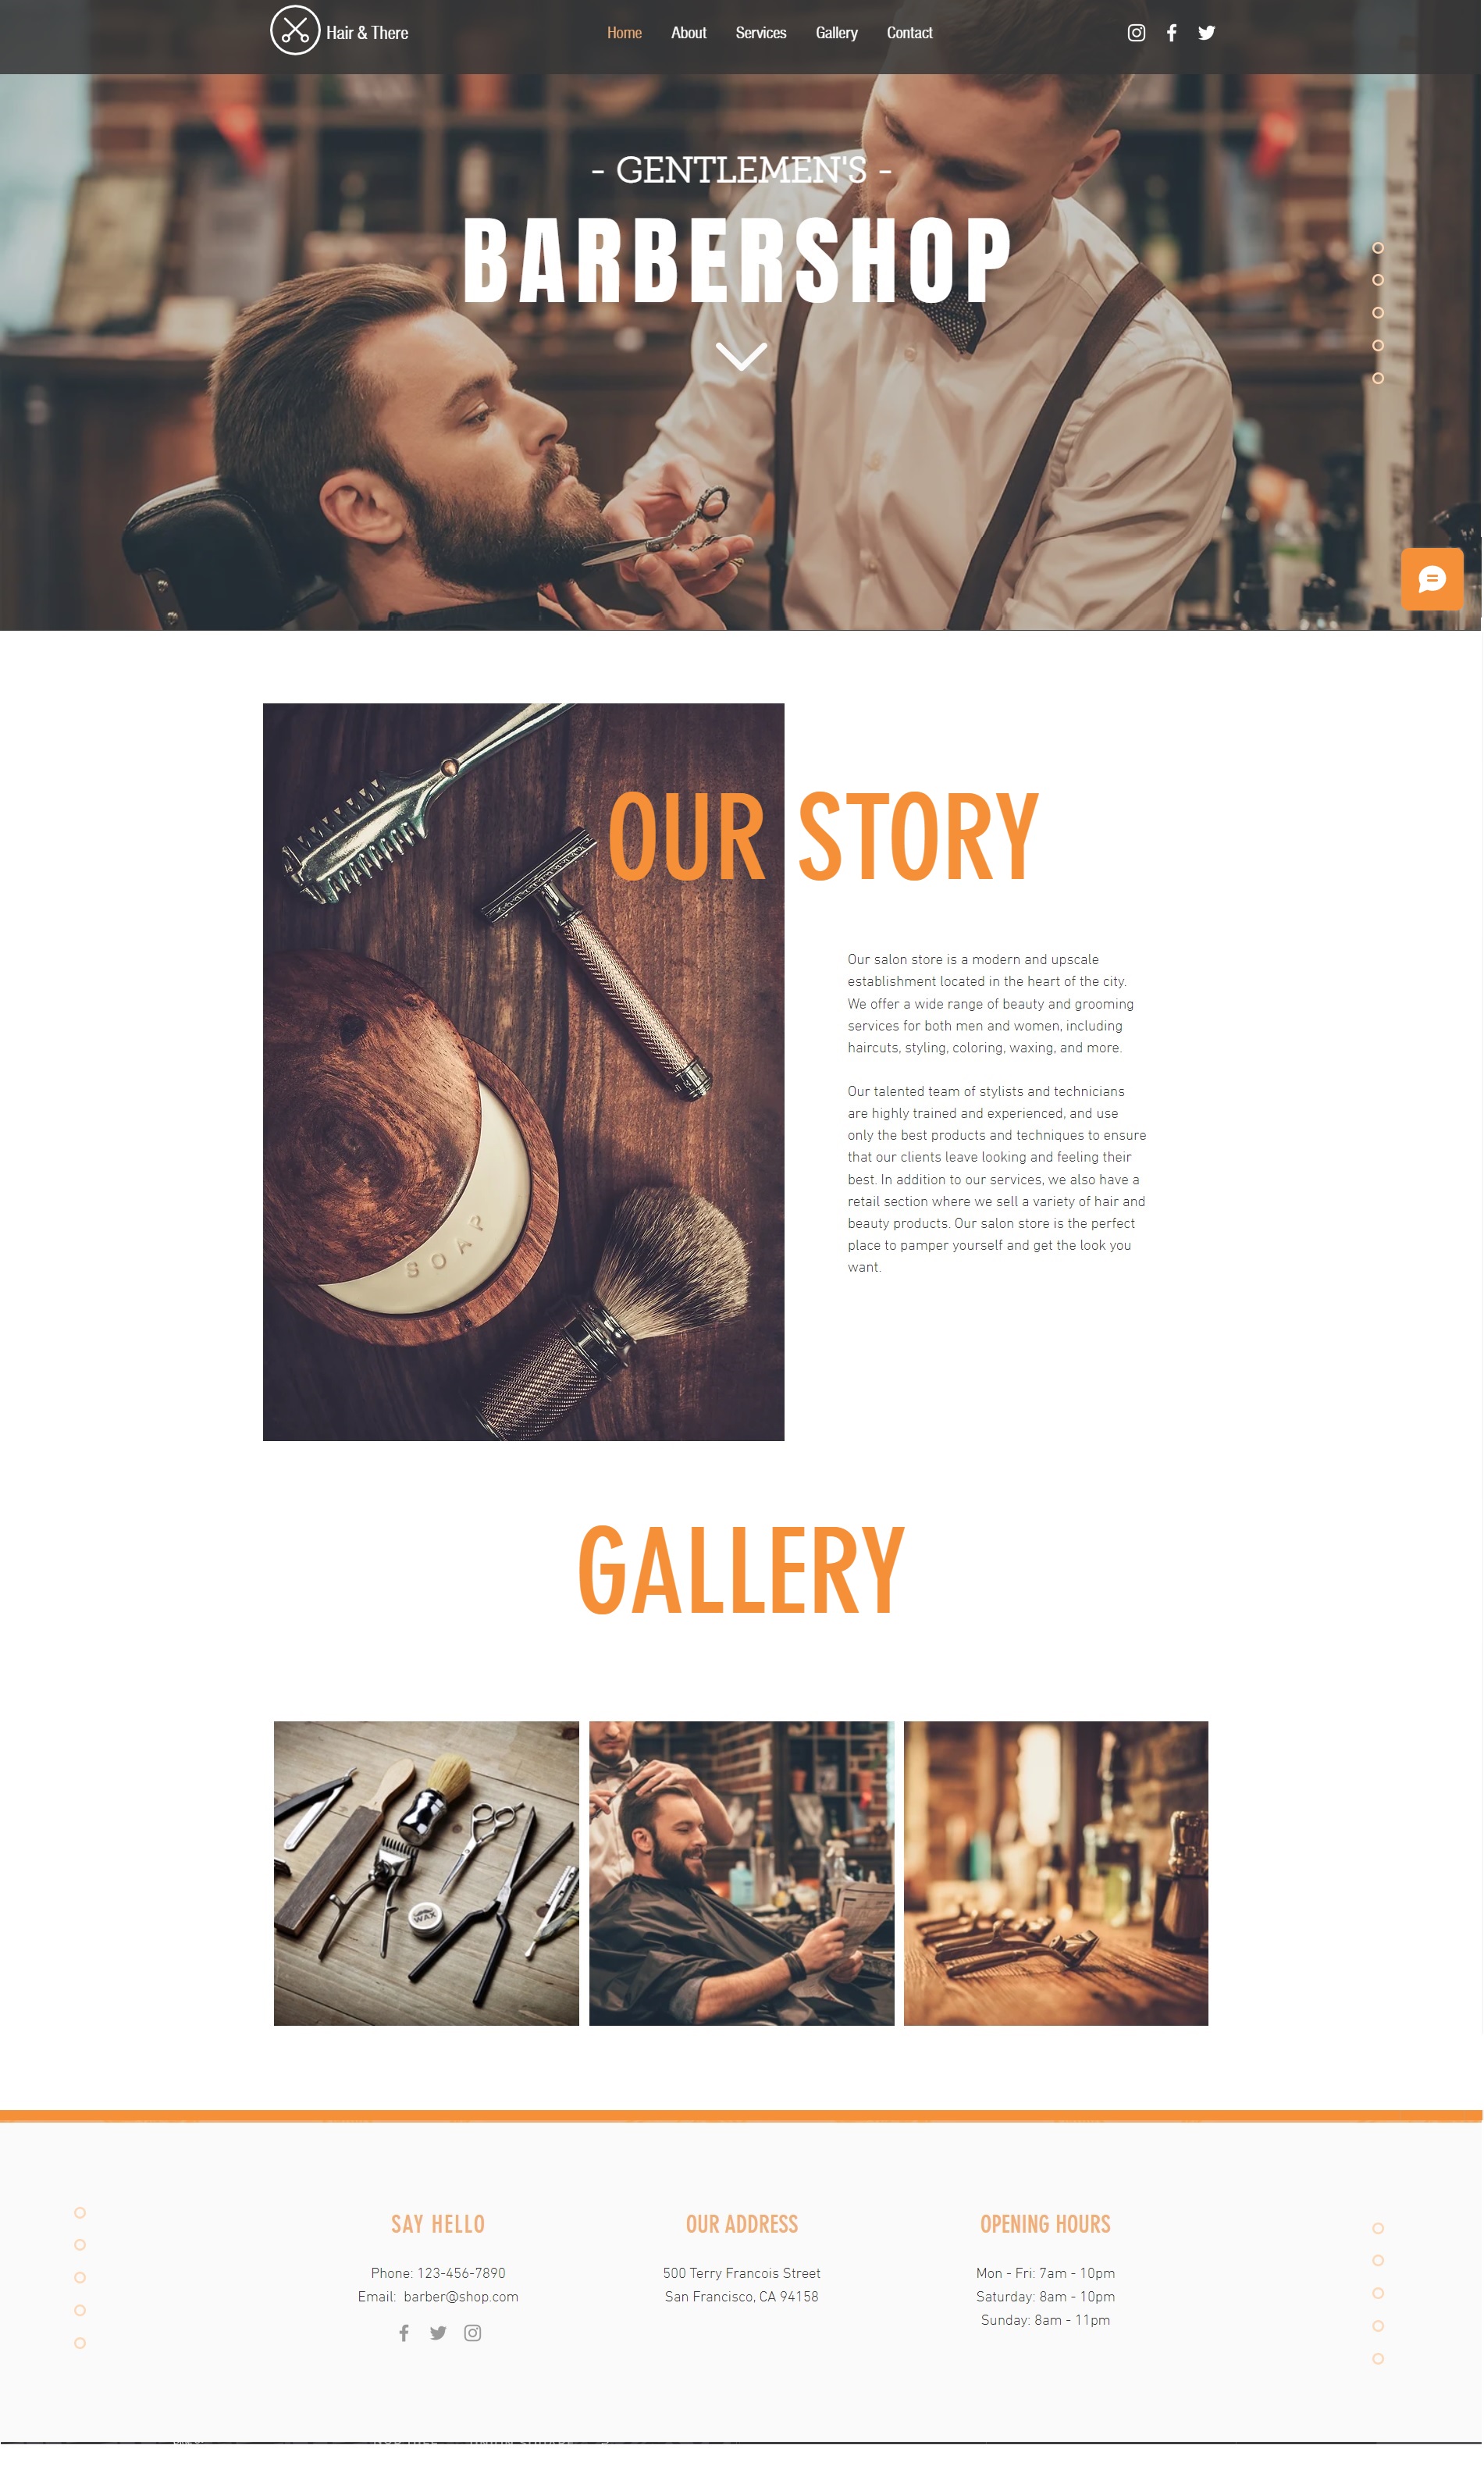 Hair & There
Home About Services Gallery Contact
- GENTLEMEN'S -
BARBERSHOP
OUR STORY
Our salon store is a modern and upscale
establishment located in the heart of the city.
We offer a wide range of beauty and grooming
services for both men and women, including
haircuts, styling, coloring, waxing, and more.
Our talented team of stylists and technicians
are highly trained and experienced, and use
only the best products and techniques to ensure
that our clients leave looking and feeling their
best. In addition to our services, we also have a
retail section where we sell a variety of hair and
beauty products. Our salon store is the perfect
place to pamper yourself and get the look you
want.
SOAP
GALLERY
WAX
SAY HELLO
Phone: 123-456-7890
Email: barber@shop.com
OUR ADDRESS
500 Terry Francois Street
San Francisco, CA 94158
OPENING HOURS
Mon - Fri: 7am - 10pm
Saturday: 8am - 10pm
Sunday: 8am - 11pm